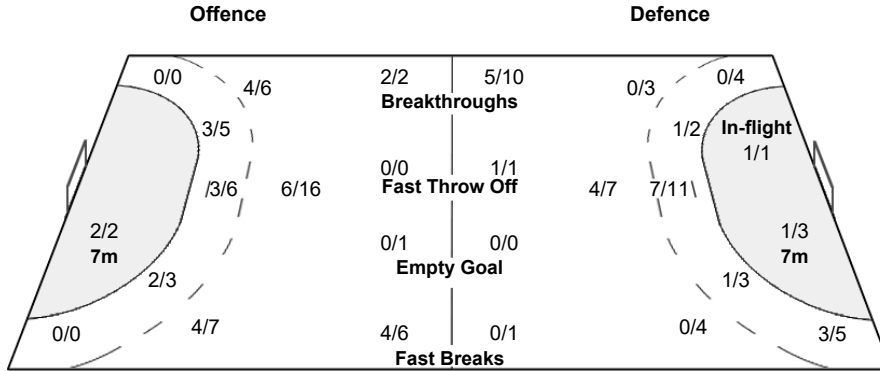 Offence Defence
0/0 4/6 2/2 5/10 0/3 0/4
Breakthroughs
3/5 1/2 In-flight
1/1
0/0 1/1
/3/6 6/16 Fast Throw Off 4/7 7/11\
2/2 0/1 0/0 1/3
7m Empty Goal 7m
2/3 1/3
0/0 4/7 4/6 0/1 0/4 3/5
Fast Breaks